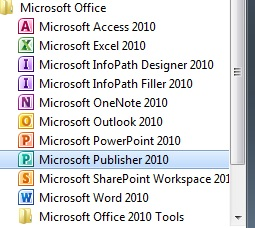 Microsoft Office
Microsoft Access 2010
Microsoft Excel 2010
Microsoft InfoPath Designer 2010
Microsoft InfoPath Filler 2010
Microsoft OneNote 2010
Microsoft Outlook 2010
Microsoft PowerPoint 2010
Microsoft Publisher 2010
Microsoft SharePoint Workspace 201
Microsoft Word 2010
Microsoft Office 2010 Tools